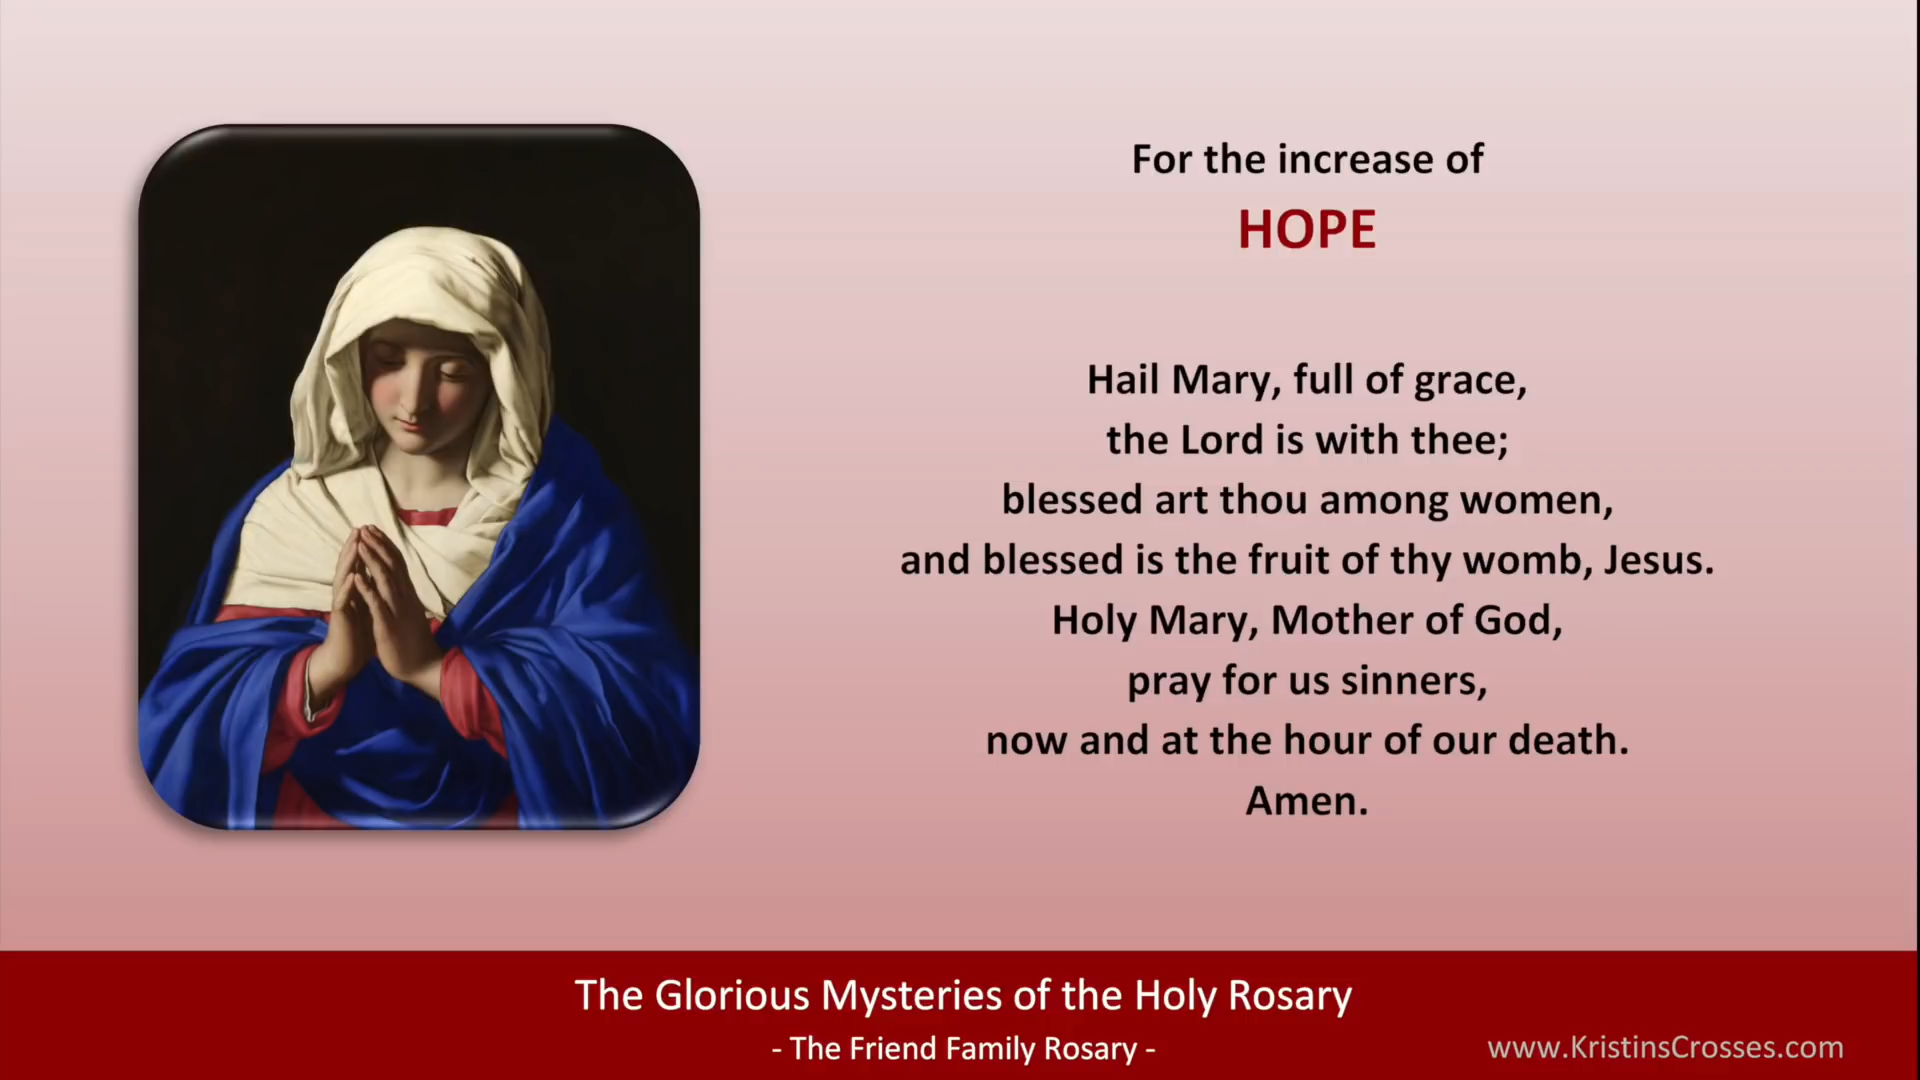 For the increase of
HOPE
Hail Mary, full of grace,
the Lord is with thee;
blessed art thou among women,
and blessed is the fruit of thy womb, Jesus.
Holy Mary, Mother of God,
pray for us sinners,
now and at the hour of our death.
Amen.
The Glorious Mysteries of the Holy Rosary
- The Friend Family Rosary -
www.KristinsCrosses.com